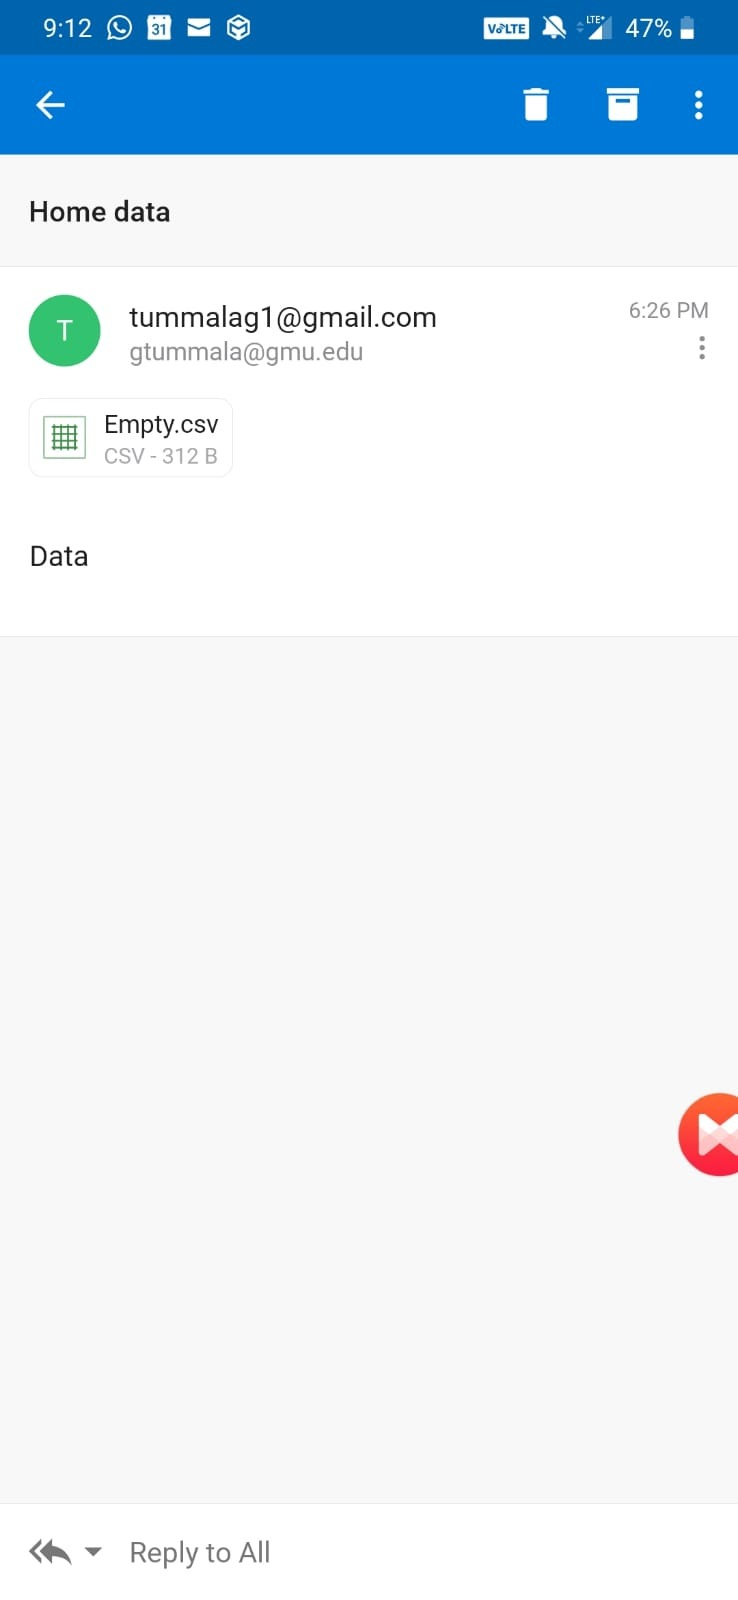 9:12 31 VoLTE LTE+ 47%
Home data
T
tummalag1@gmail.com 6:26 PM
gtummala@gmu.edu
Empty.csv
CSV - 312 B
Data
Reply to All